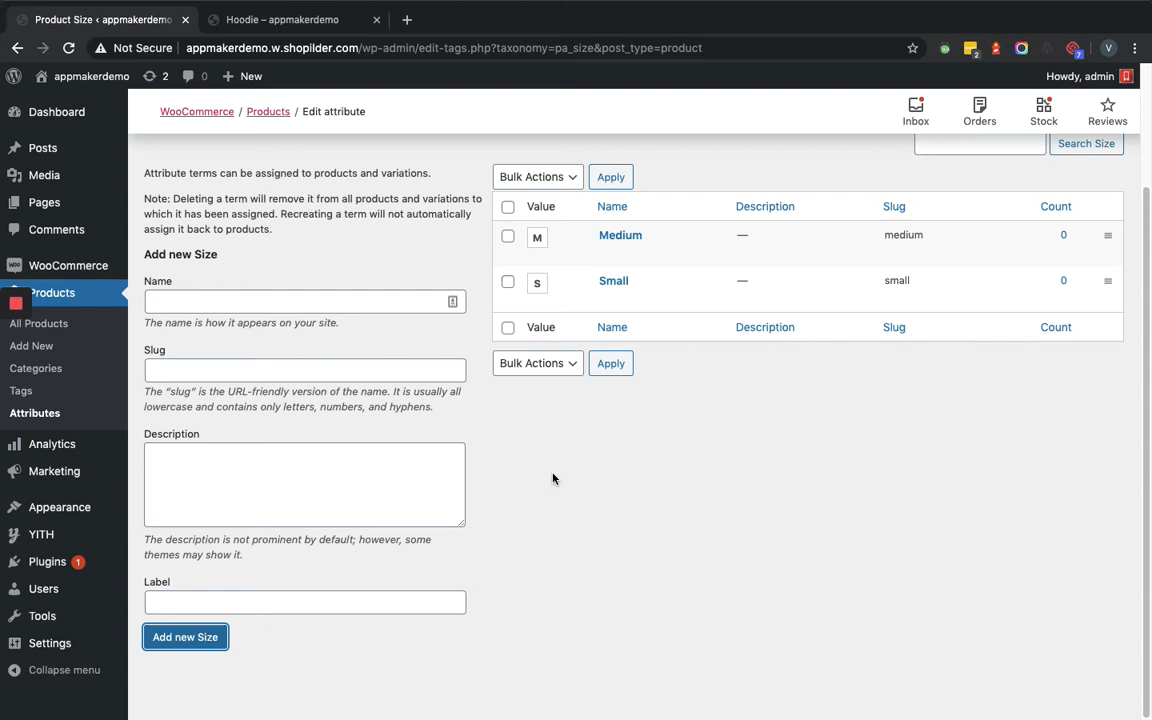 Product Size ‹ appmakerdemo
Hoodie – appmakerdemo
Not Secure
appmakerdemo.w.shopilder.com/wp-admin/edit-tags.php?taxonomy=pa_size&post_type=product
2
7
V
appmakerdemo
2
0
New
Howdy, admin
Dashboard
Posts
Media
Pages
Comments
WooCommerce
Products
All Products
Add New
Categories
Tags
Attributes
Analytics
Marketing
Appearance
YITH
Plugins 1
Users
Tools
Settings
Collapse menu
WooCommerce / Products / Edit attribute
Inbox
Orders
Stock
Reviews
Search Size
Attribute terms can be assigned to products and variations.
Note: Deleting a term will remove it from all products and variations to
which it has been assigned. Recreating a term will not automatically
assign it back to products.
Add new Size
Name
The name is how it appears on your site.
Slug
The “slug” is the URL-friendly version of the name. It is usually all
lowercase and contains only letters, numbers, and hyphens.
Description
The description is not prominent by default; however, some
themes may show it.
Label
Add new Size
Bulk Actions
Apply
Value Name Description Slug Count
M Medium — medium 0
S Small — small 0
Value Name Description Slug Count
Bulk Actions
Apply